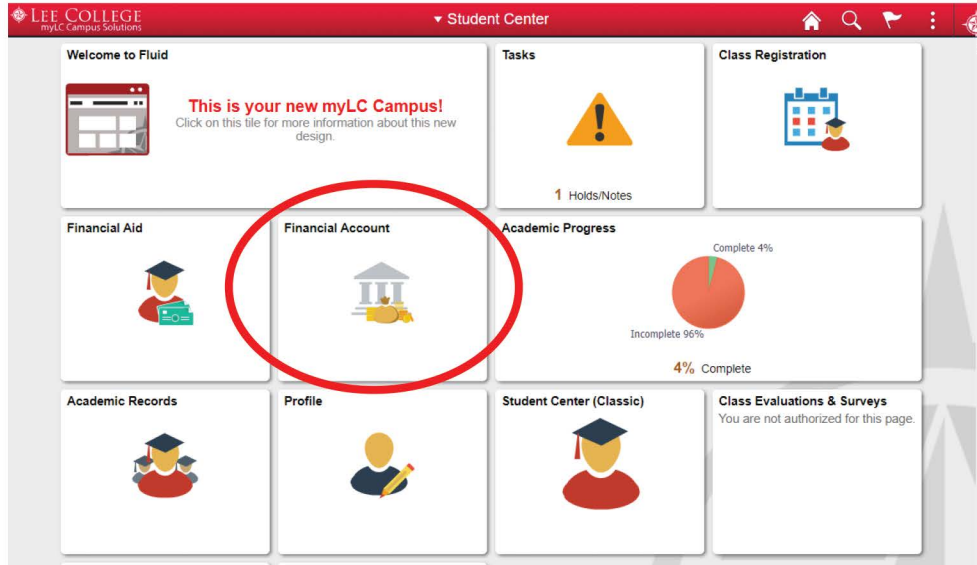 LEE COLLEGE
myLC Campus Solutions
Student Center
Welcome to Fluid
This is your new myLC Campus!
Click on this tile for more information about this new
design.
Tasks
1 Holds/Notes
Class Registration
Financial Aid
Financial Account
Academic Progress
Complete 4%
Incomplete 96%
4% Complete
Academic Records
Profile
Student Center (Classic)
Class Evaluations & Surveys
You are not authorized for this page.